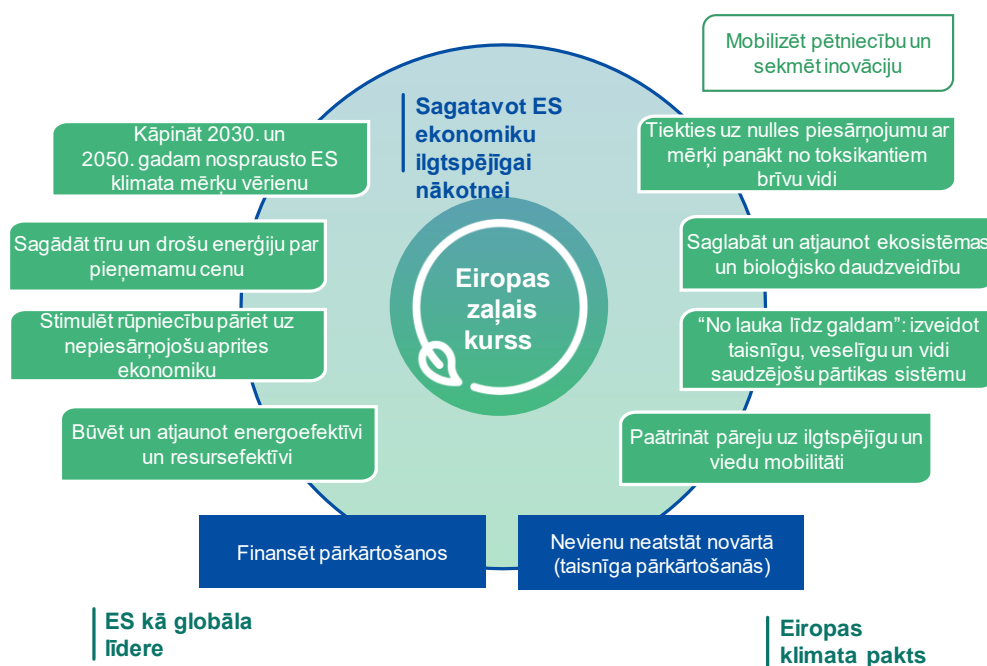 Mobilizēt pētniecību un
sekmēt inovāciju
Sagatavot ES
ekonomiku
ilgtspējīgai
nākotnei
Kāpināt 2030. un
2050. gadam nosprausto ES
klimata mērķu vērienu
Tiekties uz nulles piesārņojumu ar
mērķi panākt no toksikantiem
brīvu vidi
Sagādāt tīru un drošu enerģiju par
pieņemamu cenu
Saglabāt un atjaunot ekosistēmas
un bioloģisko daudzveidību
Eiropas
zaļais
kurss
Stimulēt rūpniecību pāriet uz
nepiesārņojošu aprites
ekonomiku
“No lauka līdz galdam”: izveidot
taisnīgu, veselīgu un vidi
saudzējošu pārtikas sistēmu
Būvēt un atjaunot energoefektīvi
un resursefektīvi
Paātrināt pāreju uz ilgtspējīgu un
viedu mobilitāti
Finansēt pārkārtošanos
Nevienu neatstāt novārtā
(taisnīga pārkārtošanās)
ES kā globāla
līdere
Eiropas
klimata pakts